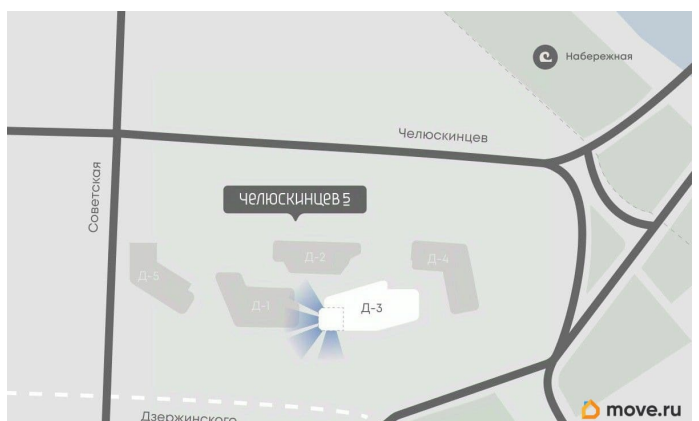 Набережная
Челюскинцев
Советская
челюскинцев 5
Д-2
Д-4
Д-5
Д-1
Д-3
Дзержинского
move.ru